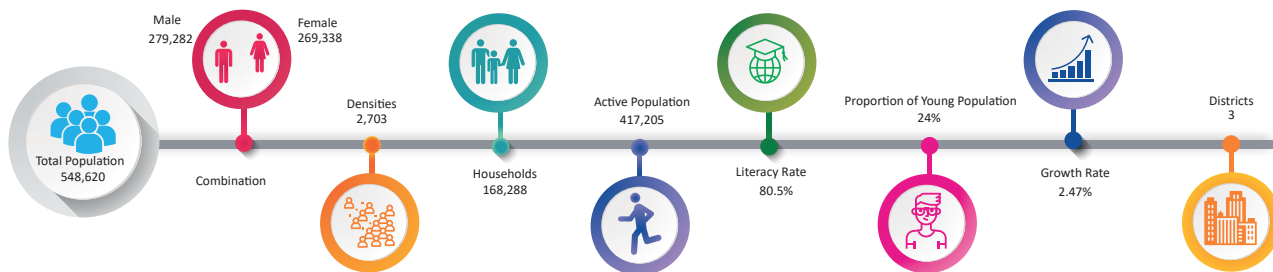 Total Population
548,620
Male
279,282
Female
269,338
Combination
Densities
2,703
Households
168,288
Active Population
417,205
Literacy Rate
80.5%
Proportion of Young Population
24%
Growth Rate
2.47%
Districts
3